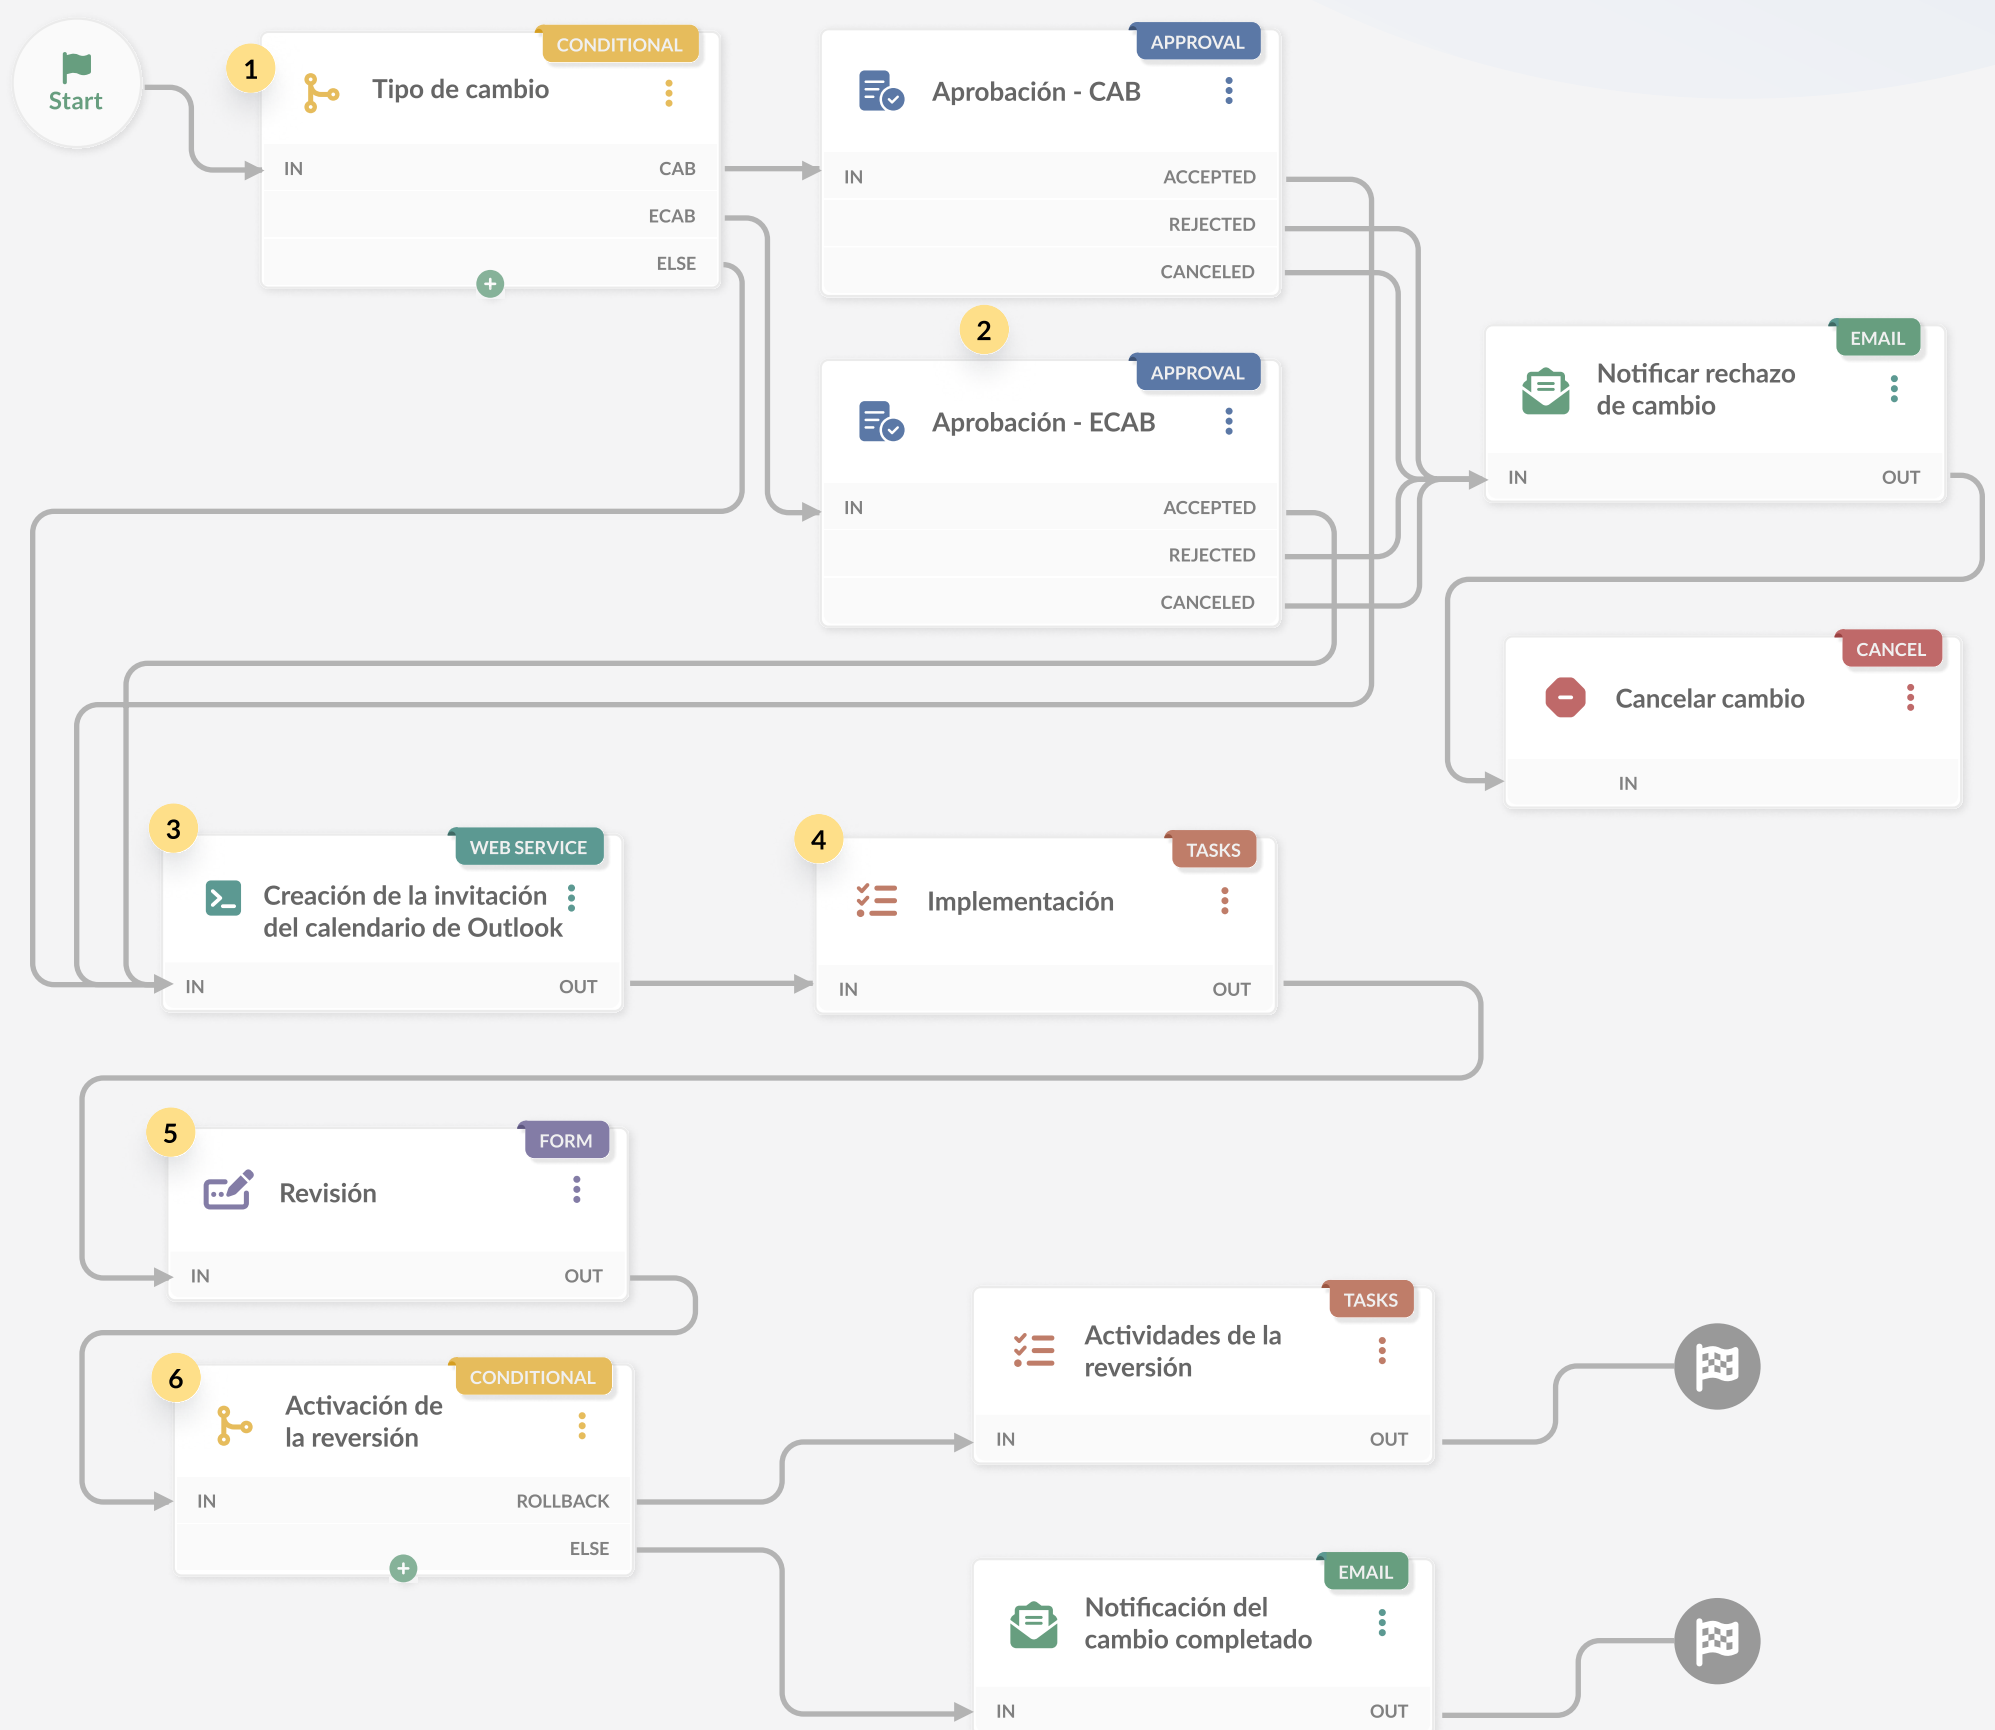 Start
1
CONDITIONAL
Tipo de cambio
IN
CAB
ECAB
ELSE
APPROVAL
Aprobación - CAB
IN
ACCEPTED
REJECTED
CANCELED
2
APPROVAL
Aprobación - ECAB
IN
ACCEPTED
REJECTED
CANCELED
EMAIL
Notificar rechazo
de cambio
IN
OUT
CANCEL
Cancelar cambio
IN
3
WEB SERVICE
Creación de la invitación
del calendario de Outlook
IN
OUT
4
TASKS
Implementación
IN
OUT
5
FORM
Revisión
IN
OUT
6
CONDITIONAL
Activación de
la reversión
IN
ROLLBACK
ELSE
TASKS
Actividades de la
reversión
IN
OUT
EMAIL
Notificación del
cambio completado
IN
OUT